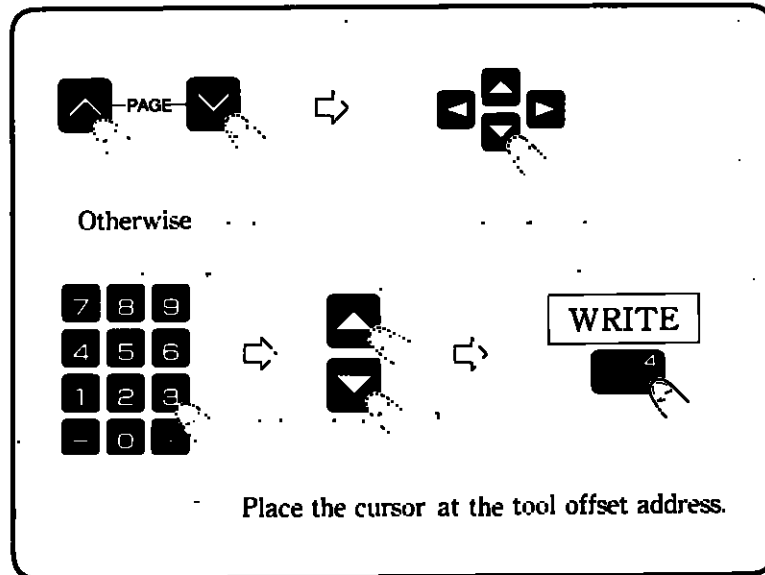 PAGE
Otherwise
7 8 9
4 5 6
1 2 3
- 0 .
WRITE
4
Place the cursor at the tool offset address.